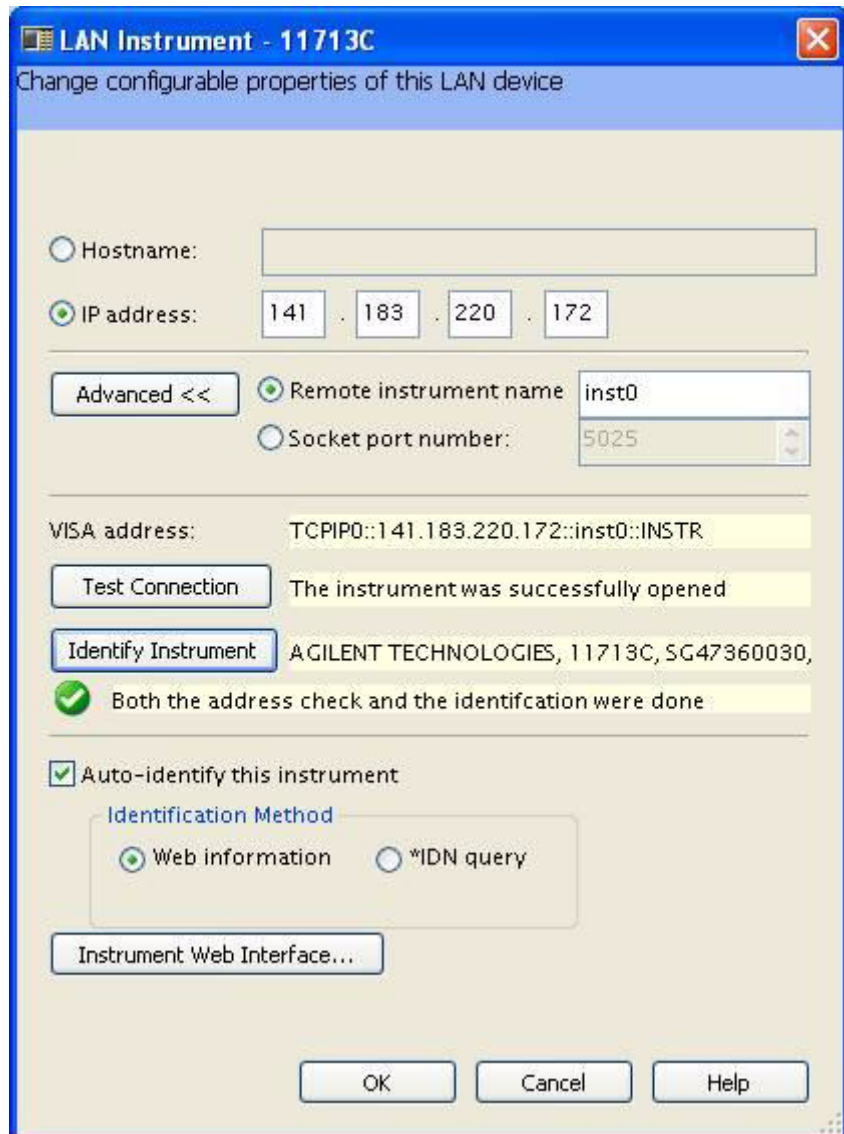 LAN Instrument - 11713C
Change configurable properties of this LAN device
Hostname:
IP address: 141 . 183 . 220 . 172
Advanced << Remote instrument name inst0
Socket port number: 5025
VISA address: TCPIP0::141.183.220.172::inst0::INSTR
Test Connection The instrument was successfully opened
Identify Instrument AGILENT TECHNOLOGIES, 11713C, SG47360030,
Both the address check and the identifcation were done
Auto-identify this instrument
Identification Method
Web information *IDN query
Instrument Web Interface...
OK Cancel Help